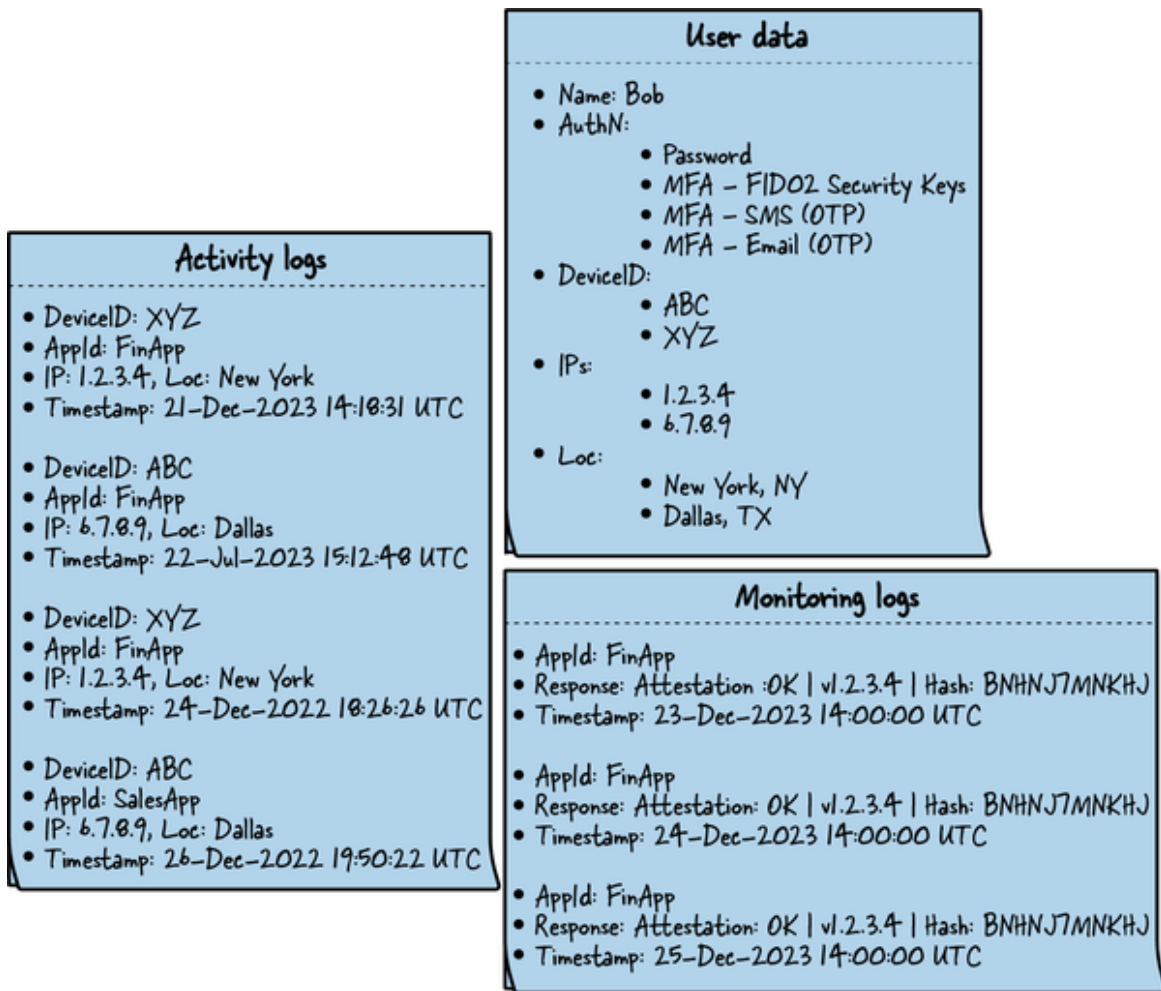 User data
• Name: Bob
• AuthN:
• Password
• MFA – FIDO2 Security Keys
• MFA – SMS (OTP)
• MFA – Email (OTP)
• DeviceID:
• ABC
• XYZ
• IPs:
• 1.2.3.4
• 6.7.8.9
• Loc:
• New York, NY
• Dallas, TX
Activity logs
• DeviceID: XYZ
• AppId: FinApp
• IP: 1.2.3.4, Loc: New York
• Timestamp: 21-Dec-2023 14:18:31 UTC
• DeviceID: ABC
• AppId: FinApp
• IP: 6.7.8.9, Loc: Dallas
• Timestamp: 22-Jul-2023 15:12:48 UTC
• DeviceID: XYZ
• AppId: FinApp
• IP: 1.2.3.4, Loc: New York
• Timestamp: 24-Dec-2022 18:26:26 UTC
• DeviceID: ABC
• AppId: SalesApp
• IP: 6.7.8.9, Loc: Dallas
• Timestamp: 26-Dec-2022 19:50:22 UTC
Monitoring logs
• AppId: FinApp
• Response: Attestation :OK | v1.2.3.4 | Hash: BNHNJ7MNKHJ
• Timestamp: 23-Dec-2023 14:00:00 UTC
• AppId: FinApp
• Response: Attestation: OK | v1.2.3.4 | Hash: BNHNJ7MNKHJ
• Timestamp: 24-Dec-2023 14:00:00 UTC
• AppId: FinApp
• Response: Attestation: OK | v1.2.3.4 | Hash: BNHNJ7MNKHJ
• Timestamp: 25-Dec-2023 14:00:00 UTC